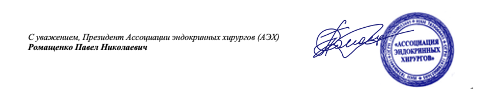 С уважением, Президент Ассоциации эндокринных хирургов (АЭХ)
Ромащенко Павел Николаевич
«АССОЦИАЦИЯ
ЭНДОКРИННЫХ
ХИРУРГОВ»